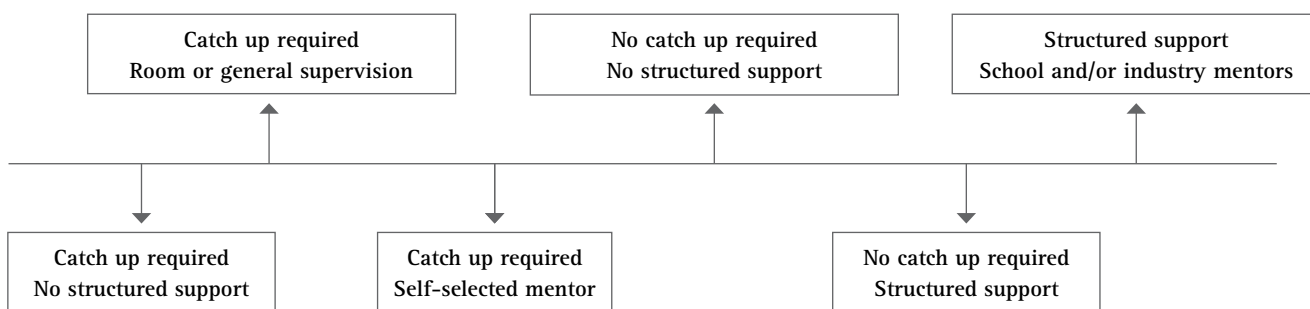 Catch up required
Room or general supervision
No catch up required
No structured support
Structured support
School and/or industry mentors
Catch up required
No structured support
Catch up required
Self-selected mentor
No catch up required
Structured support